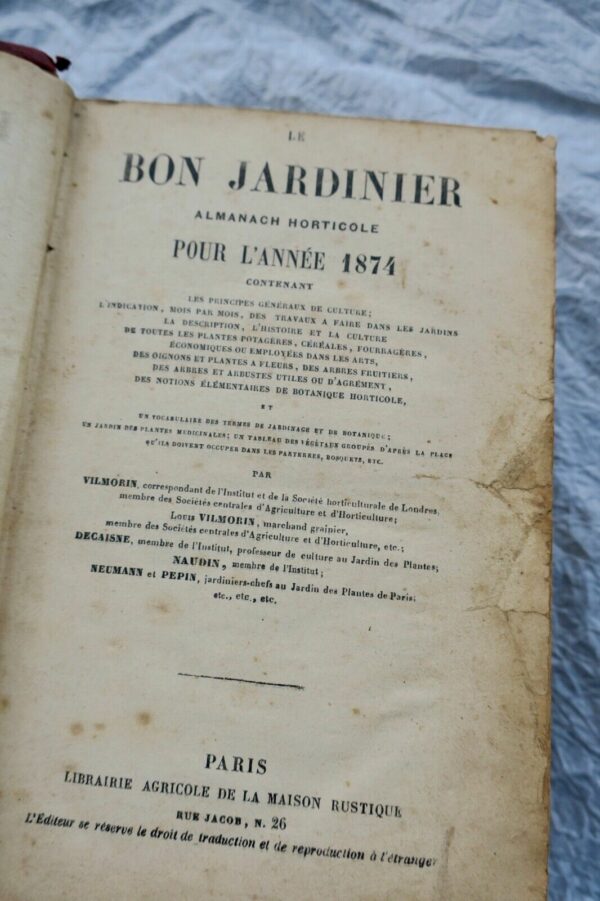 LE
BON JARDINIER
ALMANACH HORTICOLE
POUR L'ANNÉE 1874
CONTENANT
LES PRINCIPES GÉNÉRAUX DE CULTURE;
L'INDICATION, MOIS PAR MOIS, DES TRAVAUX A FAIRE DANS LES JARDINS
LA DESCRIPTION, L'HISTOIRE ET LA CULTURE
DE TOUTES LES PLANTES POTAGÈRES, CÉRÉALES, FOURRAGÈRES,
ÉCONOMIQUES OU EMPLOYÉES DANS LES ARTS,
DES OIGNONS ET PLANTES A FLEURS, DES ARBRES FRUITIERS,
DES ARBRES ET ARBUSTES UTILES OU D'AGRÉMENT,
DES NOTIONS ÉLÉMENTAIRES DE BOTANIQUE HORTICOLE,
ET
UN VOCABULAIRE DES TERMES DE JARDINAGE ET DE BOTANIQUE;
UN JARDIN DES PLANTES MEDICINALES; UN TABLEAU DES VÉGÉTAUX GROUPÉS D'APRÈS LA PLACE
QU'ILS DOIVENT OCCUPER DANS LES PARTERRES, BOSQUETS, ETC.
PAR
VILMORIN, correspondant de l'Institut et de la Société horticulturale de Londres,
membre des Sociétés centrales d'Agriculture et d'Horticulture;
LOUIS VILMORIN, marchand grainier,
membre des Sociétés centrales d'Agriculture et d'Horticulture, etc.;
DECAISNE, membre de l'Institut, professeur de culture au Jardin des Plantes;
NAUDIN, membre de l'Institut;
NEUMANN et PEPIN, jardiniers-chefs au Jardin des Plantes de Paris;
etc., etc., etc.
PARIS
LIBRAIRIE AGRICOLE DE LA MAISON RUSTIQUE
RUE JACOB, N. 26
L'Éditeur se réserve le droit de traduction et de reproduction à l'étranger